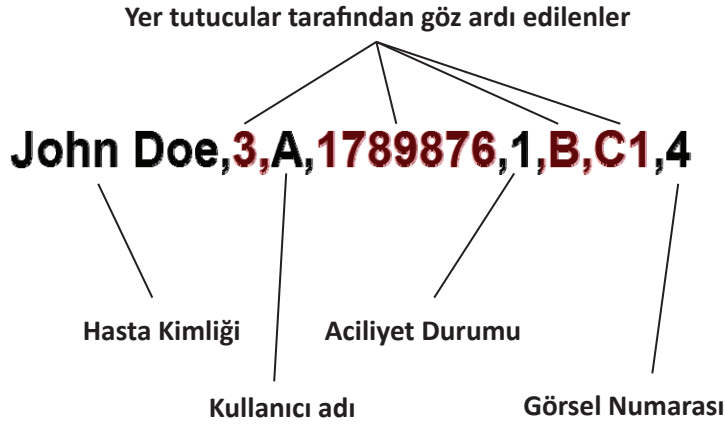 Yer tutucular tarafından göz ardı edilenler
John Doe,3,A,1789876,1,B,C1,4
Hasta Kimliği
Aciliyet Durumu
Kullanıcı adı
Görsel Numarası